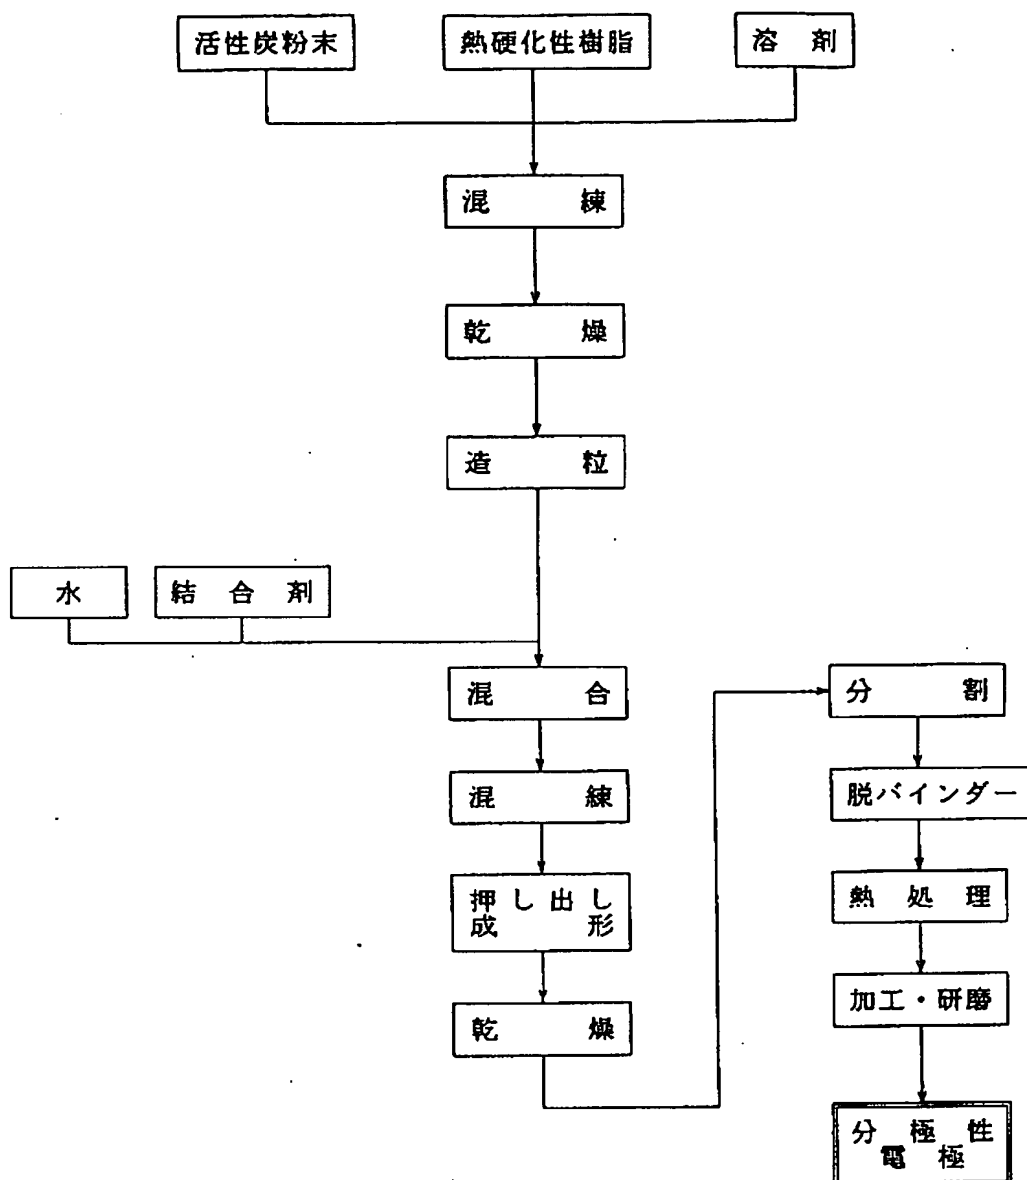 活性炭粉末
熱硬化性樹脂
溶剤
混練
乾燥
造粒
水
結合剤
混合
混練
押し出し
成形
乾燥
分割
脱バインダー
熱処理
加工・研磨
分極性
電極